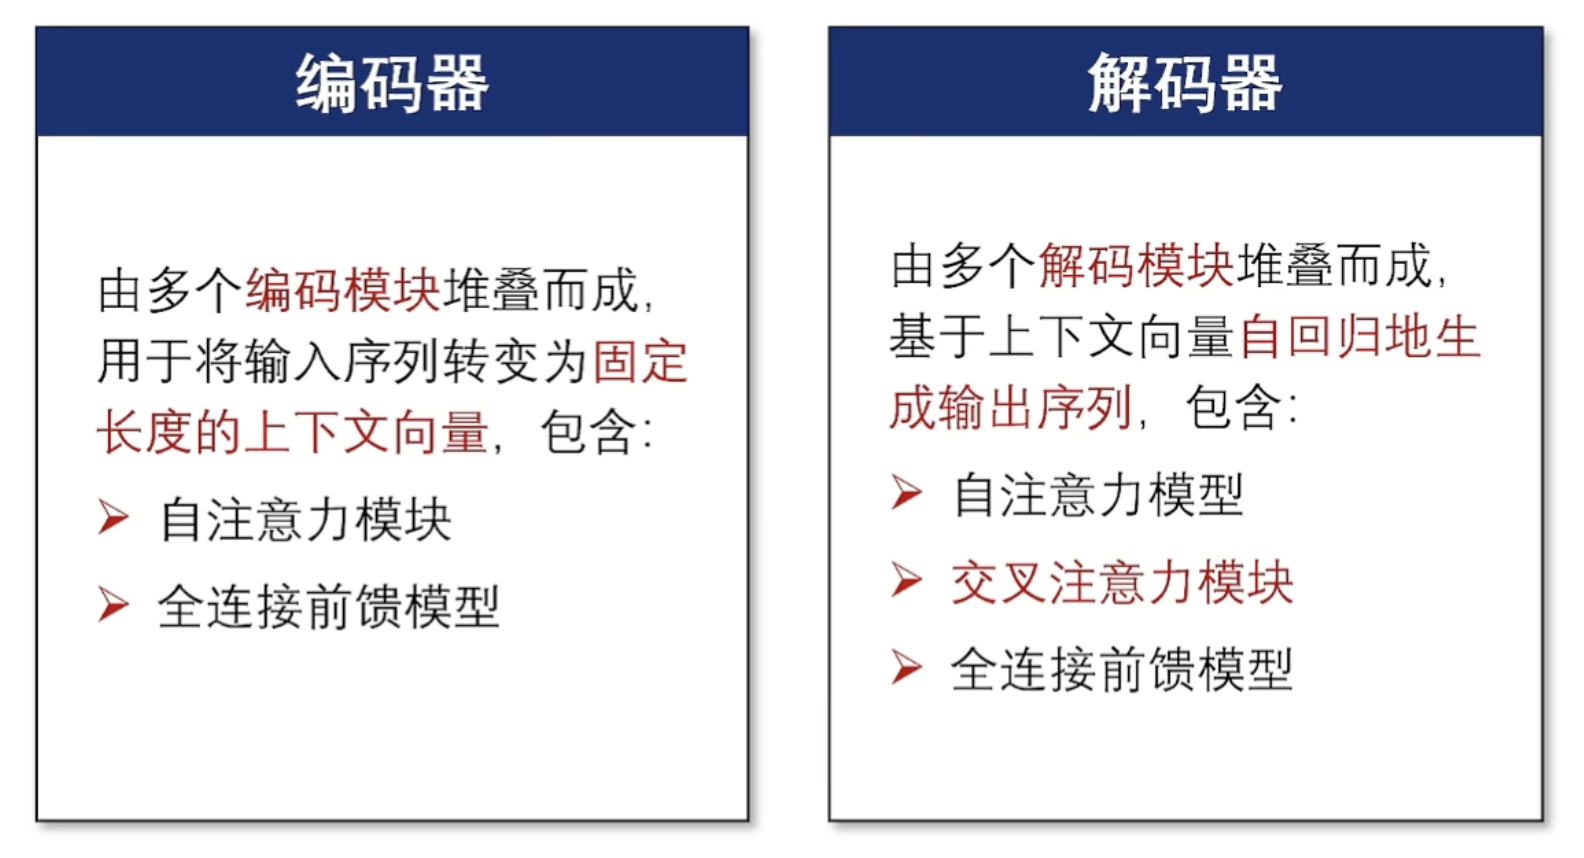 编码器
由多个编码模块堆叠而成,
用于将输入序列转变为固定
长度的上下文向量, 包含:
自注意力模块
全连接前馈模型
解码器
由多个解码模块堆叠而成,
基于上下文向量自回归地生
成输出序列, 包含:
自注意力模型
交叉注意力模块
全连接前馈模型